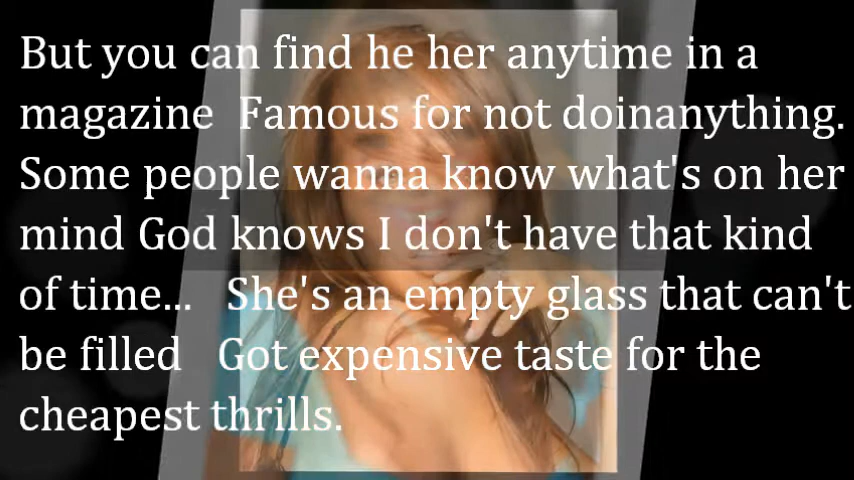 But you can find he her anytime in a
magazine  Famous for not doinanything.
Some people wanna know what's on her
mind God knows I don't have that kind
of time...   She's an empty glass that can't
be filled   Got expensive taste for the
cheapest thrills.